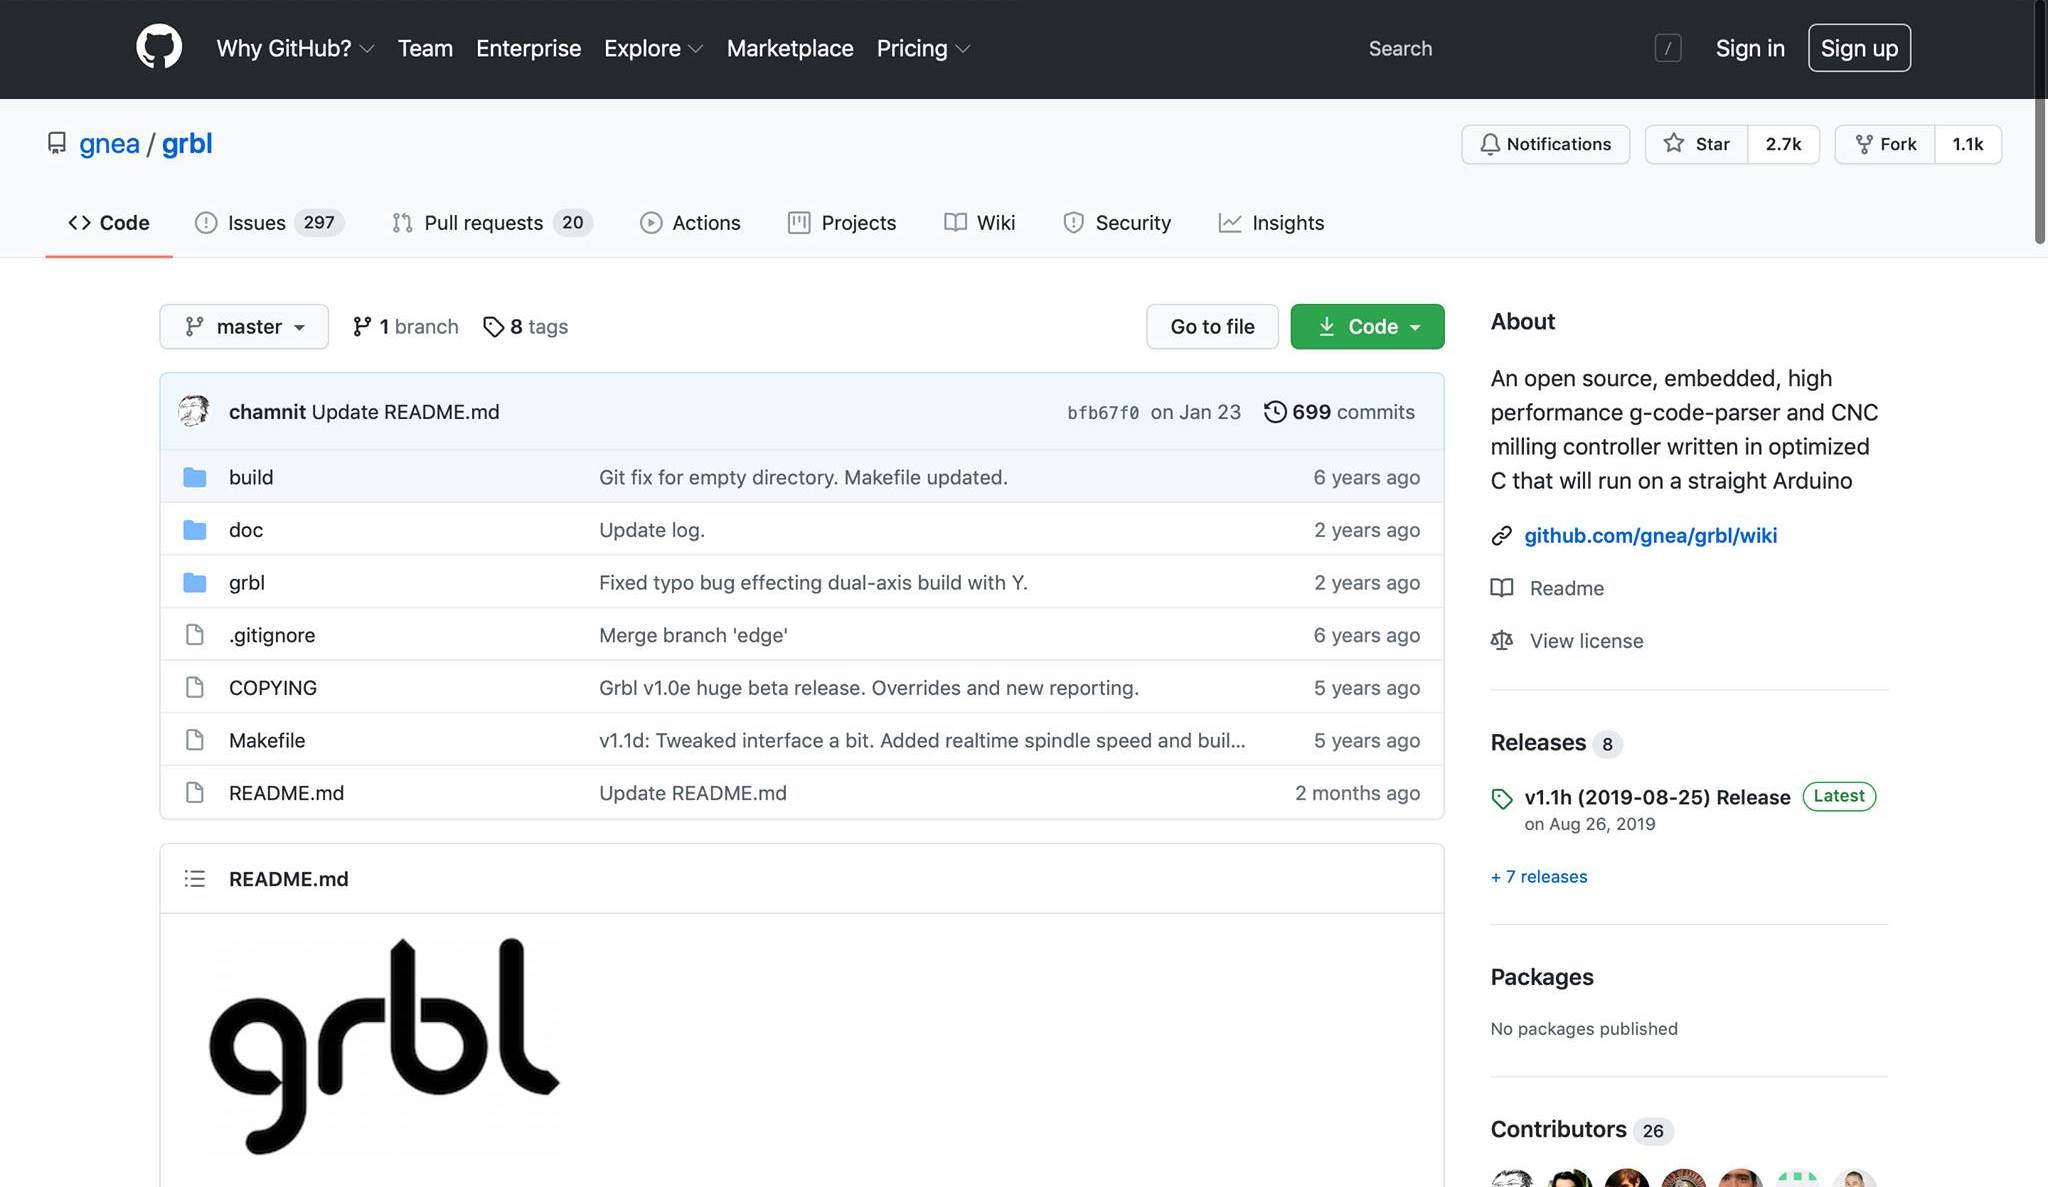 Why GitHub? Team Enterprise Explore Marketplace Pricing Search / Sign in Sign up
gnea / grbl
Notifications Star 2.7k Fork 1.1k
Code Issues 297 Pull requests 20 Actions Projects Wiki Security Insights
master 1 branch 8 tags Go to file Code
chamnit Update README.md bfb67f0 on Jan 23 699 commits
build Git fix for empty directory. Makefile updated. 6 years ago
doc Update log. 2 years ago
grbl Fixed typo bug effecting dual-axis build with Y. 2 years ago
.gitignore Merge branch 'edge' 6 years ago
COPYING Grbl v1.0e huge beta release. Overrides and new reporting. 5 years ago
Makefile v1.1d: Tweaked interface a bit. Added realtime spindle speed and buil... 5 years ago
README.md Update README.md 2 months ago
README.md
grbl
About
An open source, embedded, high
performance g-code-parser and CNC
milling controller written in optimized
C that will run on a straight Arduino
github.com/gnea/grbl/wiki
Readme
View license
Releases 8
v1.1h (2019-08-25) Release Latest
on Aug 26, 2019
+ 7 releases
Packages
No packages published
Contributors 26